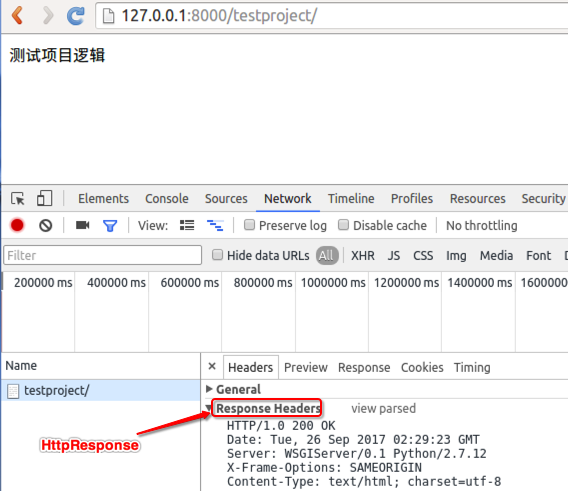 127.0.0.1:8000/testproject/
测试项目逻辑
Elements Console Sources Network Timeline Profiles Resources Security
View: Preserve log Disable cache No throttling
Filter Hide data URLs All XHR JS CSS Img Media Font
200000 ms 400000 ms 600000 ms 800000 ms 1000000 ms 1200000 ms 1400000 ms 1600000
Name × Headers Preview Response Cookies Timing
testproject/
General
Response Headers view parsed
HTTP/1.0 200 OK
Date: Tue, 26 Sep 2017 02:29:23 GMT
HttpResponse
Server: WSGIServer/0.1 Python/2.7.12
X-Frame-Options: SAMEORIGIN
Content-Type: text/html; charset=utf-8